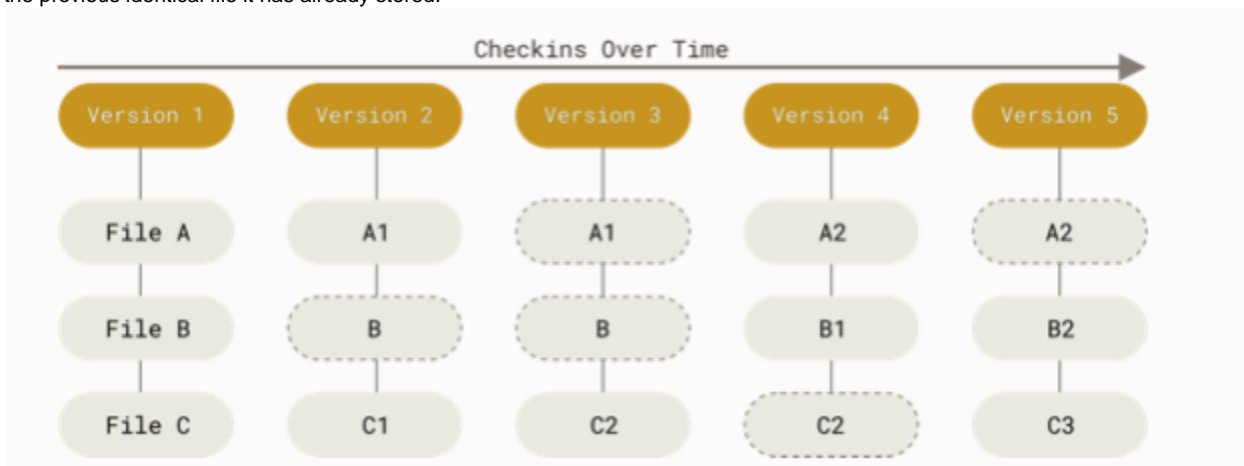 the previous identical file it has already stored.
Checkins Over Time
Version 1 Version 2 Version 3 Version 4 Version 5
File A A1 A1 A2 A2
File B B B B1 B2
File C C1 C2 C2 C3